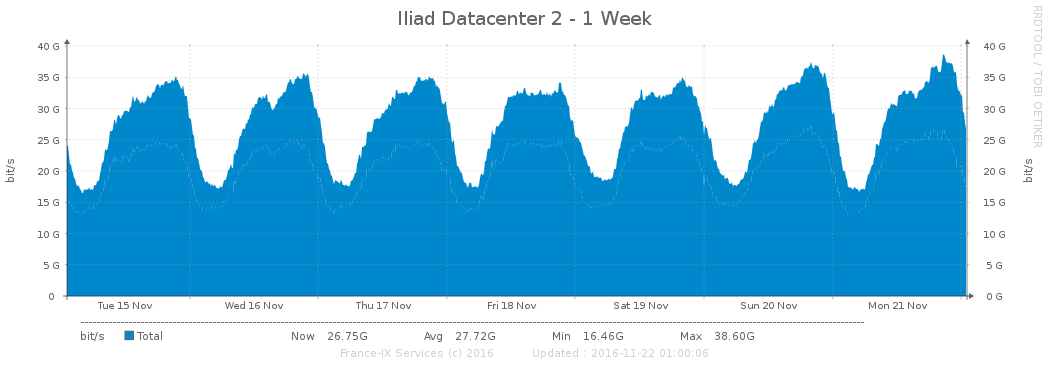 Iliad Datacenter 2 - 1 Week
RRDTOOL / TOBI OETIKER
40 G 40 G
35 G 35 G
30 G 30 G
25 G 25 G
20 G 20 G
15 G 15 G
10 G 10 G
5 G 5 G
0 0 G
bit/s
bit/s
Tue 15 Nov Wed 16 Nov Thu 17 Nov Fri 18 Nov Sat 19 Nov Sun 20 Nov Mon 21 Nov
bit/s Total Now 26.75G Avg 27.72G Min 16.46G Max 38.60G
France-IX Services (c) 2016 Updated : 2016-11-22 01:00:06